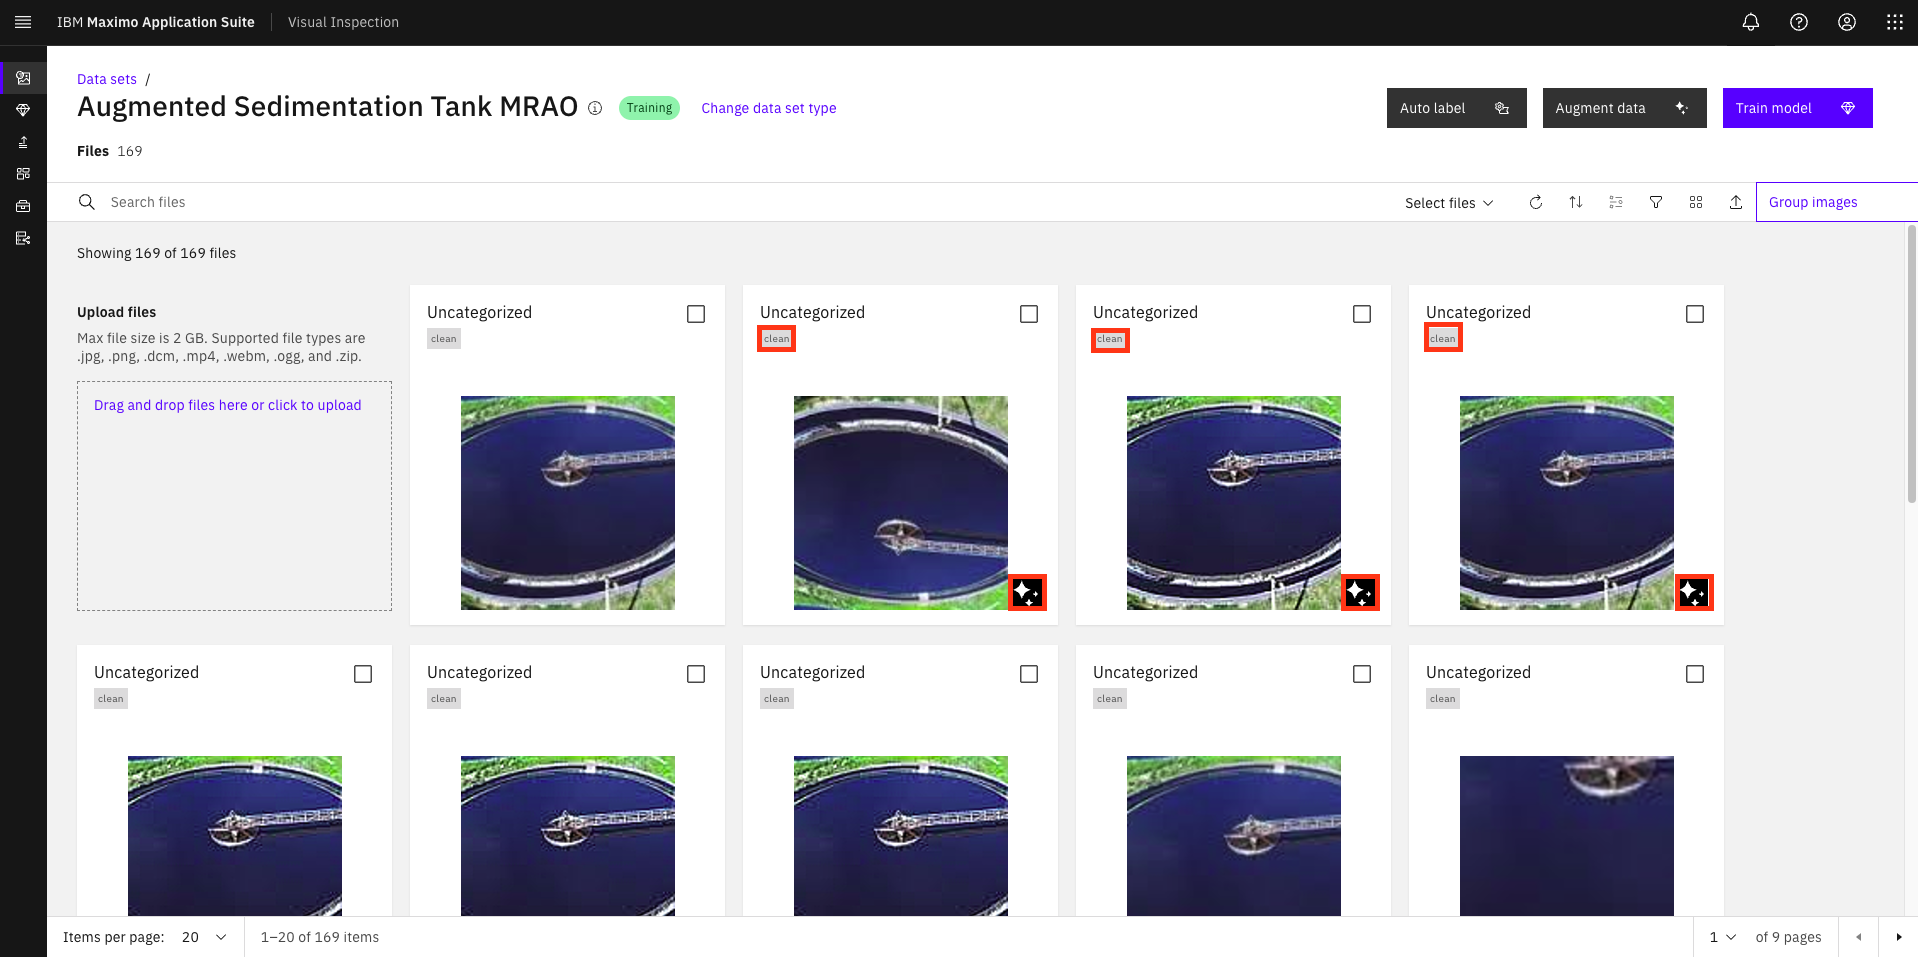 IBM Maximo Application Suite Visual Inspection
Data sets /
Augmented Sedimentation Tank MRAO Training Change data set type
Auto label Augment data Train model
Files 169
Search files Select files Group images
Showing 169 of 169 files
Upload files
Max file size is 2 GB. Supported file types are
.jpg, .png, .dcm, .mp4, .webm, .ogg, and .zip.
Drag and drop files here or click to upload
Uncategorized
clean
Uncategorized
clean
Uncategorized
clean
Uncategorized
clean
Uncategorized
clean
Uncategorized
clean
Uncategorized
clean
Uncategorized
clean
Uncategorized
clean
Items per page: 20 1–20 of 169 items 1 of 9 pages